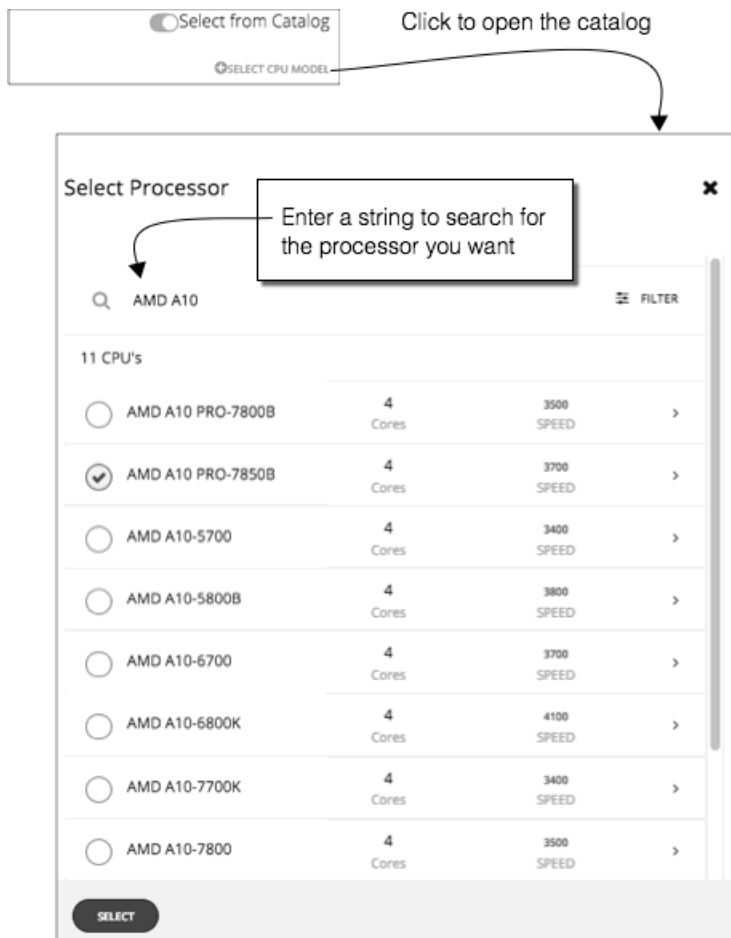 Select from Catalog
Click to open the catalog
SELECT CPU MODEL
Select Processor
Enter a string to search for
the processor you want
AMD A10
FILTER
11 CPU's
AMD A10 PRO-7800B 4 3500
Cores SPEED
AMD A10 PRO-7850B 4 3700
Cores SPEED
AMD A10-5700 4 3400
Cores SPEED
AMD A10-5800B 4 3800
Cores SPEED
AMD A10-6700 4 3700
Cores SPEED
AMD A10-6800K 4 4100
Cores SPEED
AMD A10-7700K 4 3400
Cores SPEED
AMD A10-7800 4 3500
Cores SPEED
SELECT